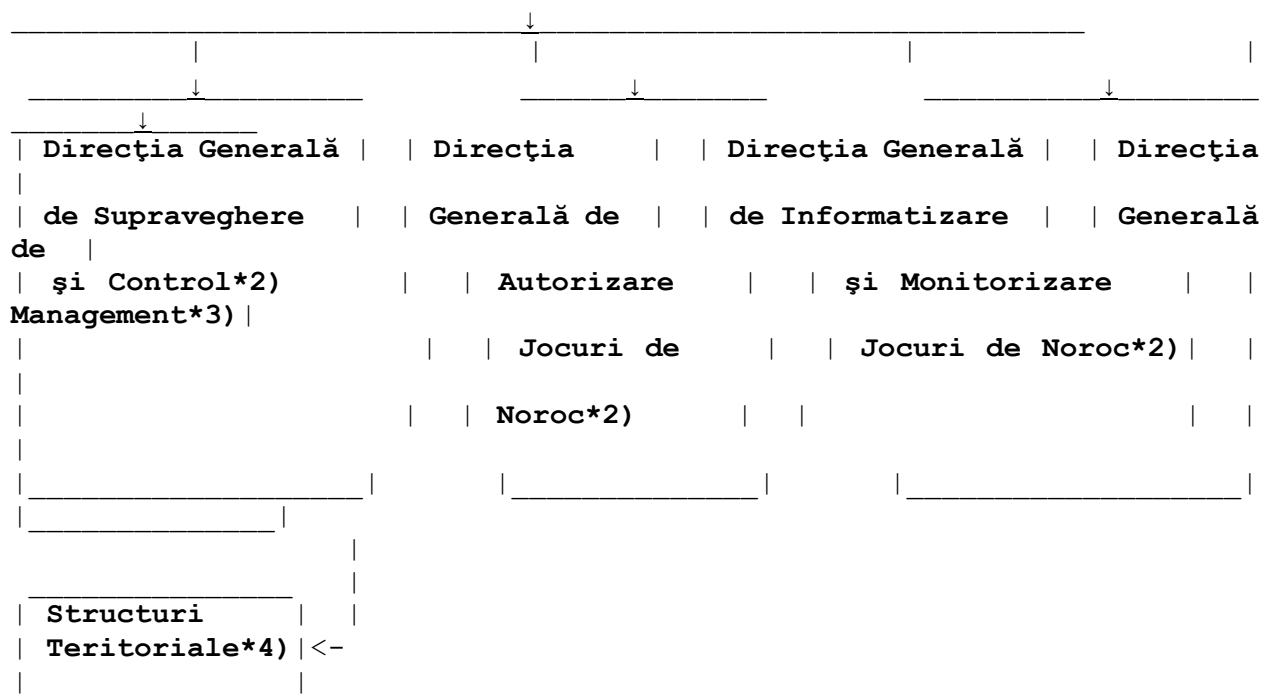 | Direcţia Generală | | Direcţia | | Direcţia Generală | | Direcţia
|
| de Supraveghere | | Generală de | | de Informatizare | | Generală
de |
| şi Control*2) | | Autorizare | | şi Monitorizare | |
Management*3)|
| | | Jocuri de | | Jocuri de Noroc*2)| |
|
| | | Noroc*2) | | | |
|
| Structuri | |
| Teritoriale*4)|<-